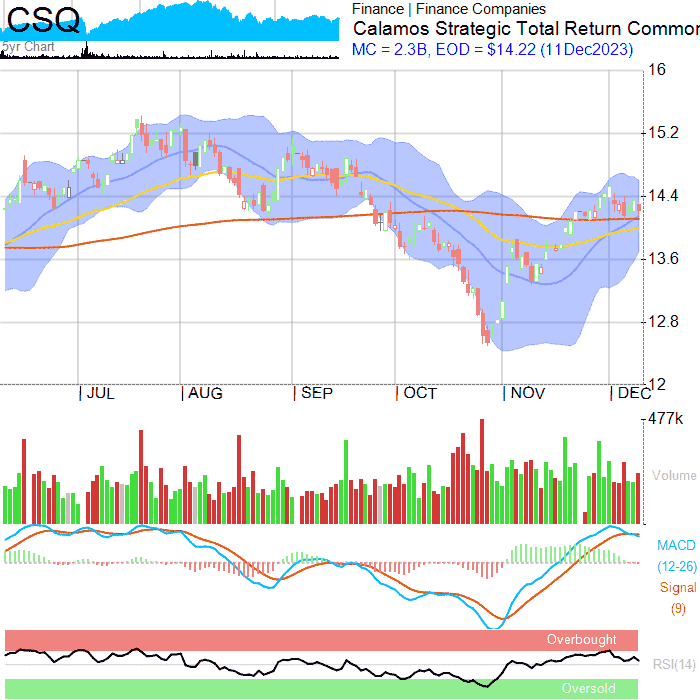 CSQ
5yr Chart
Finance | Finance Companies
Calamos Strategic Total Return Common
MC = 2.3B, EOD = $14.22 (11Dec2023)
16
15.2
14.4
13.6
12.8
12
JUL AUG SEP OCT NOV DEC
477k
Volume
MACD
(12-26)
Signal
(9)
Overbought
RSI(14)
Oversold